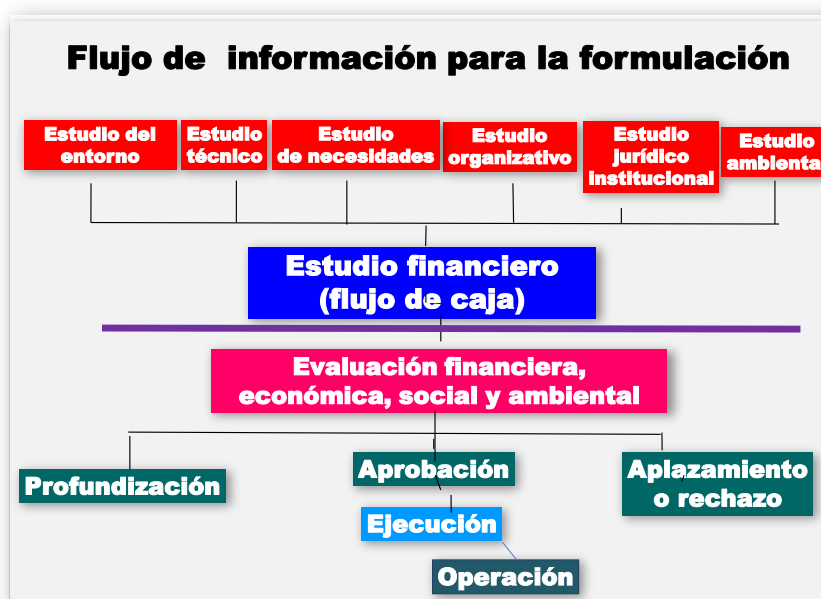 Flujo de información para la formulación
Estudio del
entorno
Estudio
técnico
Estudio
de necesidades
Estudio
organizativo
Estudio
jurídico
institucional
Estudio
ambienta
Estudio financiero
(flujo de caja)
Evaluación financiera,
económica, social y ambiental
Profundización
Aprobación
Aplazamiento
o rechazo
Ejecución
Operación